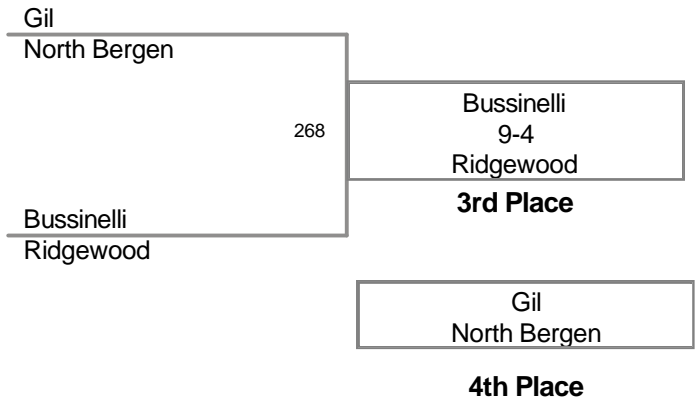 Gil
North Bergen
268
Bussinelli
9-4
Ridgewood
3rd Place
Bussinelli
Ridgewood
Gil
North Bergen
4th Place